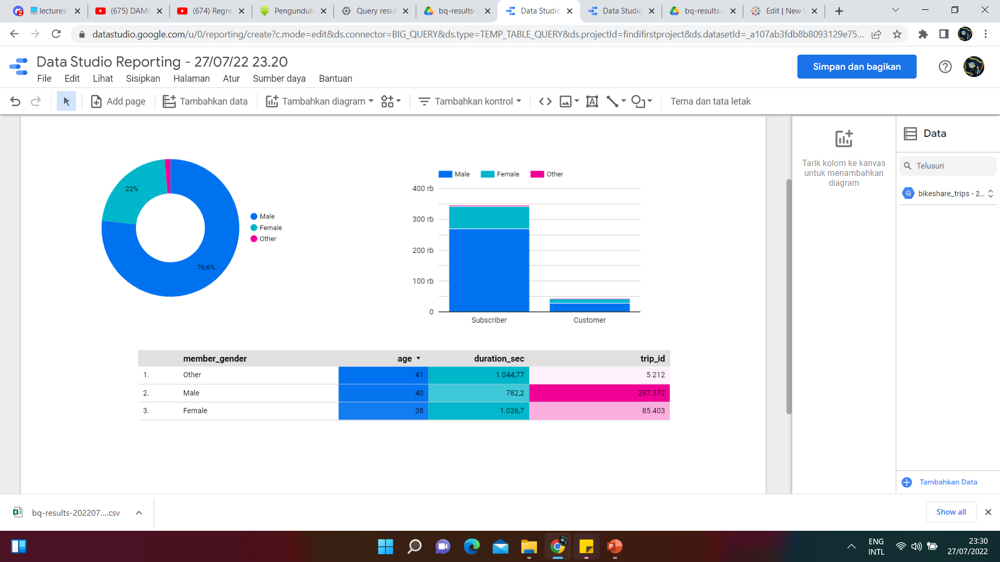 lectures-
(675) DAMC
(674) Regre
Pengunduh
Query resul
bq-results-2
Data Studio
Data Studio
bq-results-2
Edit | New
datastudio.google.com/u/0/reporting/create?c.mode=edit&ds.connector=BIG_QUERY&ds.type=TEMP_TABLE_QUERY&ds.projectId=findifirstproject&ds.datasetId=_a107ab3fdb8b8093129e75...
Data Studio Reporting - 27/07/22 23.20
File Edit Lihat Sisipkan Halaman Atur Sumber daya Bantuan
Simpan dan bagikan
Add page
Tambahkan data
Tambahkan diagram
Tambahkan kontrol
Tema dan tata letak
22%
76,6%
Male
Female
Other
Male Female Other
400 rb
300 rb
200 rb
100 rb
0
Subscriber Customer
member_gender age duration_sec trip_id
1. Other 41 1.044,77 5.212
2. Male 40 782,2 297.372
3. Female 38 1.026,7 85.403
Tarik kolom ke kanvas
untuk menambahkan
diagram
Data
Telusuri
bikeshare_trips - 2...
Tambahkan Data
bq-results-202207....csv
Show all
ENG
INTL
23:30
27/07/2022